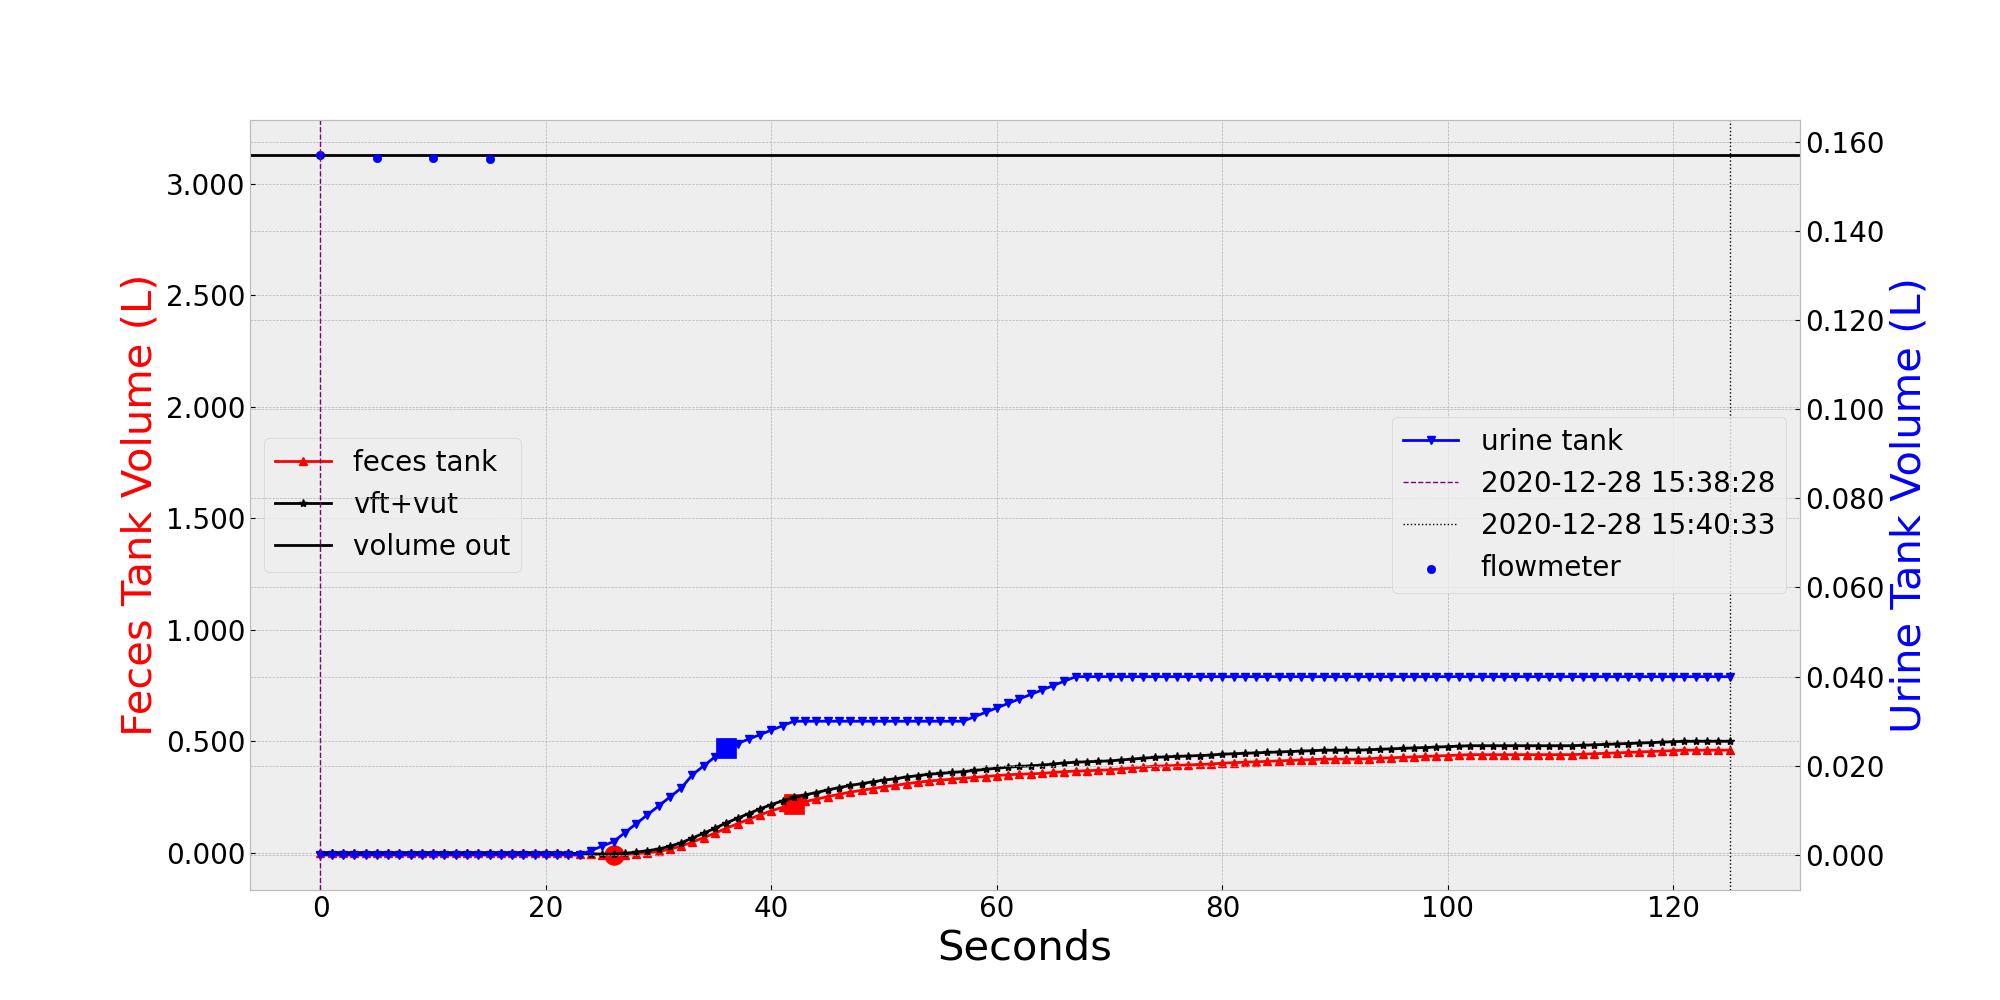 Feces Tank Volume (L)
3.000
2.500
2.000
1.500
1.000
0.500
0.000
feces tank
vft+vut
volume out
urine tank
2020-12-28 15:38:28
2020-12-28 15:40:33
flowmeter
0.160
0.140
0.120
0.100
0.080
0.060
0.040
0.020
0.000
Urine Tank Volume (L)
0 20 40 60 80 100 120
Seconds